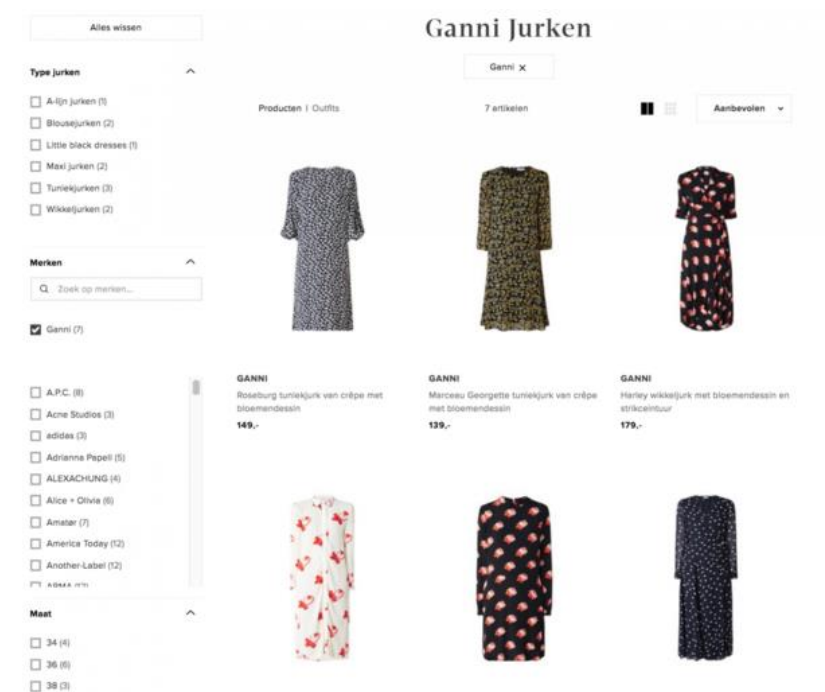 Alles wissen
Type jurken
A-lijn jurken (1)
Blousejurken (2)
Little black dresses (1)
Maxi jurken (2)
Tuniekjurken (3)
Wikkeljurken (2)
Merken
Zoek op merken...
Ganni (7)
A.P.C. (8)
Acne Studios (3)
adidas (3)
Adrianna Papell (5)
ALEXACHUNG (4)
Alice + Olivia (6)
Amatør (7)
America Today (12)
Another-Label (12)
Maat
34 (4)
36 (6)
38 (3)
Ganni Jurken
Ganni ×
Producten | Outfits
7 artikelen
Aanbevolen
GANNI
Roseburg tuniekjurk van crêpe met
bloemendessin
149,-
GANNI
Marceau Georgette tuniekjurk van crêpe
met bloemendessin
139,-
GANNI
Harley wikkeljurk met bloemendessin en
strikceintuur
179,-